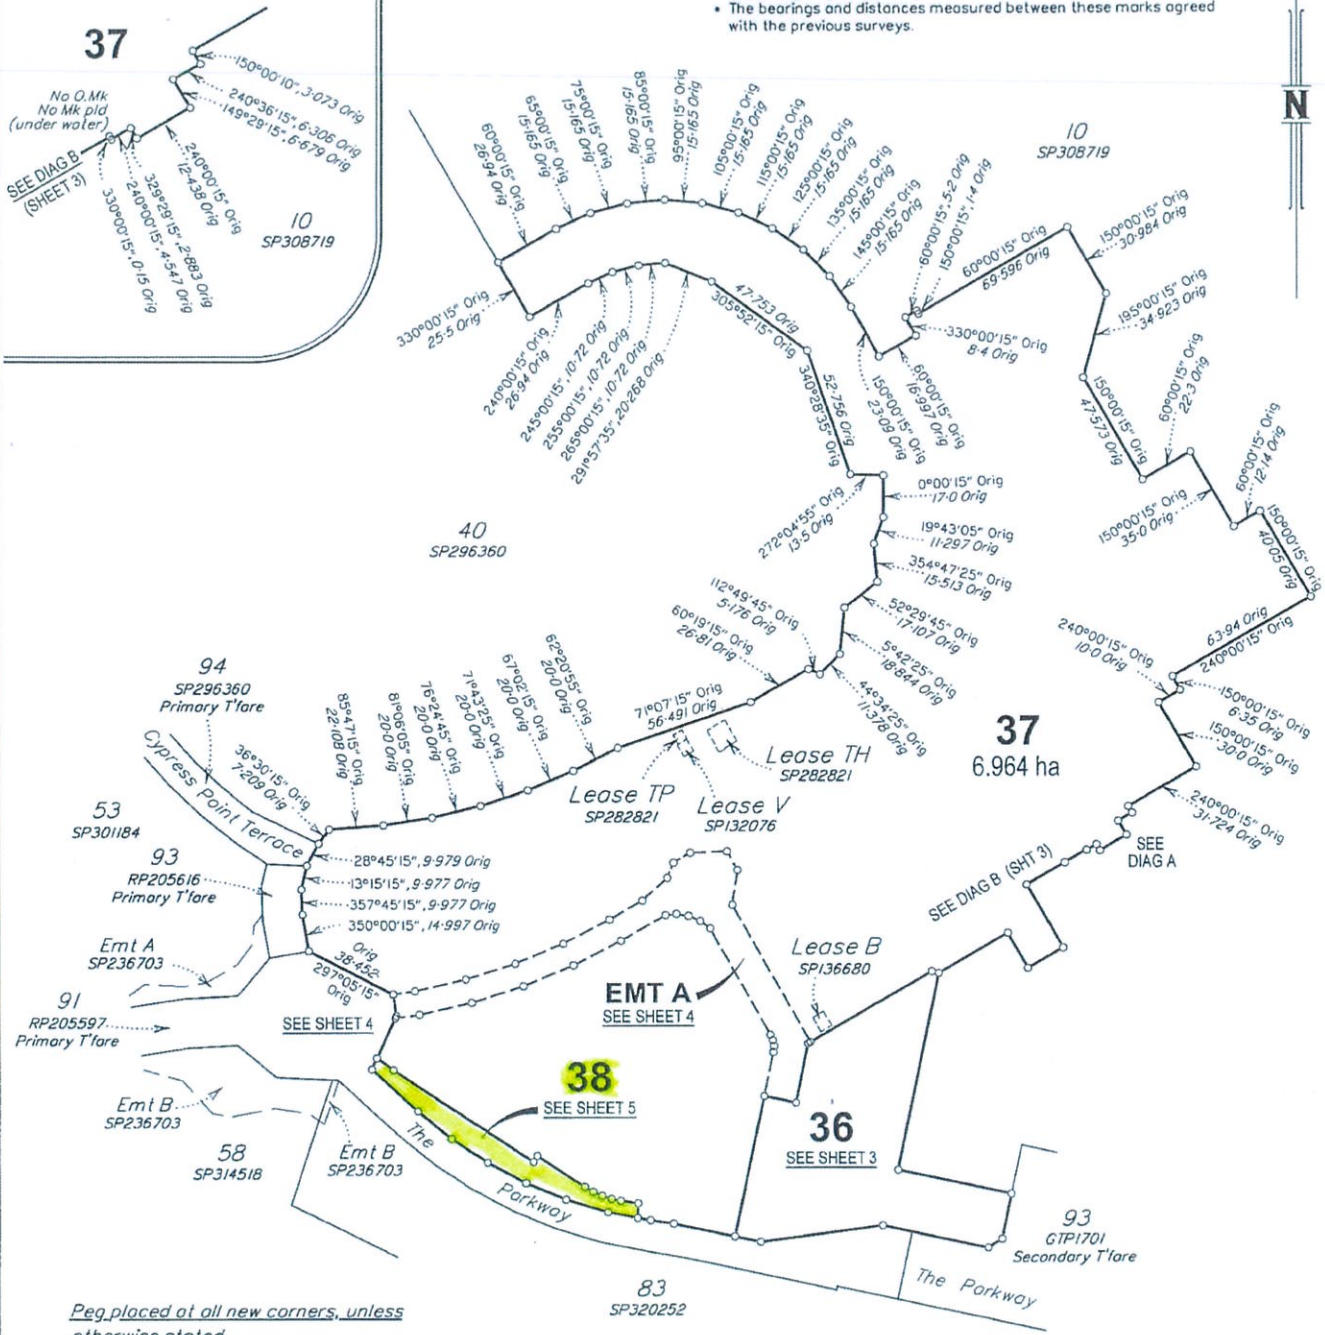 • The bearings and distances measured between these marks agreed
with the previous surveys.
37
No O.Mk
No Mk pld
(under water)
SEE DIAG B
(SHEET 3)
150°00'10", 3·073 Orig
240°36'15", 6·306 Orig
149°29'15", 6·679 Orig
240°00'15" Orig
12·438 Orig
329°29'15", 2·883 Orig
240°00'15", 4·547 Orig
330°00'15", 0·15 Orig
10
SP308719
N
10
SP308719
60°00'15" Orig
26·94 Orig
65°00'15" Orig
15·165 Orig
75°00'15" Orig
15·165 Orig
85°00'15" Orig
15·165 Orig
95°00'15" Orig
15·165 Orig
105°00'15" Orig
15·165 Orig
115°00'15" Orig
15·165 Orig
125°00'15" Orig
15·165 Orig
135°00'15" Orig
15·165 Orig
145°00'15" Orig
15·165 Orig
60°00'15", 5·2 Orig
150°00'15", 1·4 Orig
60°00'15" Orig
69·596 Orig
150°00'15" Orig
30·984 Orig
195°00'15" Orig
34·923 Orig
330°00'15" Orig
8·4 Orig
60°00'15" Orig
16·997 Orig
150°00'15" Orig
23·09 Orig
150°00'15" Orig
47·573 Orig
60°00'15" Orig
22·3 Orig
150°00'15" Orig
35·0 Orig
60°00'15" Orig
12·14 Orig
150°00'15" Orig
40·05 Orig
63·94 Orig
240°00'15" Orig
240°00'15" Orig
10·0 Orig
150°00'15" Orig
6·35 Orig
150°00'15" Orig
30·0 Orig
240°00'15" Orig
31·724 Orig
330°00'15" Orig
25·5 Orig
240°00'15" Orig
26·94 Orig
245°00'15", 10·72 Orig
255°00'15", 10·72 Orig
265°00'15", 10·72 Orig
291°57'35", 20·268 Orig
47·753 Orig
305°52'15" Orig
52·756 Orig
340°28'35" Orig
272°04'55" Orig
13·5 Orig
0°00'15" Orig
17·0 Orig
19°43'05" Orig
11·297 Orig
354°47'25" Orig
15·513 Orig
52°29'45" Orig
17·107 Orig
5°42'25" Orig
18·844 Orig
44°34'25" Orig
11·378 Orig
112°49'45" Orig
5·176 Orig
60°19'15" Orig
26·81 Orig
71°07'15" Orig
56·491 Orig
40
SP296360
62°20'55" Orig
20·0 Orig
67°02'15" Orig
20·0 Orig
71°43'25" Orig
20·0 Orig
76°24'45" Orig
20·0 Orig
81°06'05" Orig
20·0 Orig
85°47'15" Orig
22·108 Orig
36°30'15" Orig
7·209 Orig
94
SP296360
Primary T'fare
Cypress Point Terrace
53
SP301184
93
RP205616
Primary T'fare
28°45'15", 9·979 Orig
13°15'15", 9·977 Orig
357°45'15", 9·977 Orig
350°00'15", 14·997 Orig
Orig
38·452
297°05'15"
Orig
Emt A
SP236703
91
RP205597
Primary T'fare
SEE SHEET 4
Lease TP
SP282821
Lease V
SP132076
Lease TH
SP282821
37
6.964 ha
SEE DIAG B (SHT 3)
SEE
DIAG A
Lease B
SP136680
EMT A
SEE SHEET 4
38
SEE SHEET 5
36
SEE SHEET 3
Emt B
SP236703
58
SP314518
Emt B
SP236703
The
Parkway
93
GTP1701
Secondary T'fare
The Parkway
83
SP320252
Peg placed at all new corners, unless
otherwise stated